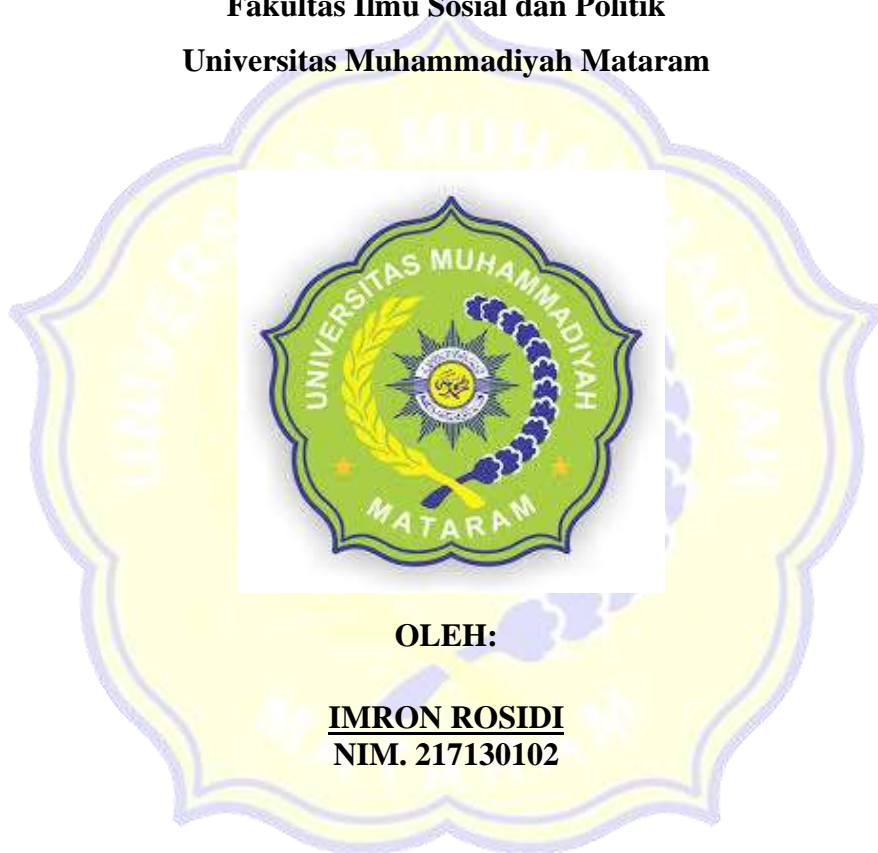 Fakultas Ilmu Sosial dan Politik
Universitas Muhammadiyah Mataram
UNIVERSITAS MUHAMMADIYAH
MATARAM
OLEH:
IMRON ROSIDI
NIM. 217130102